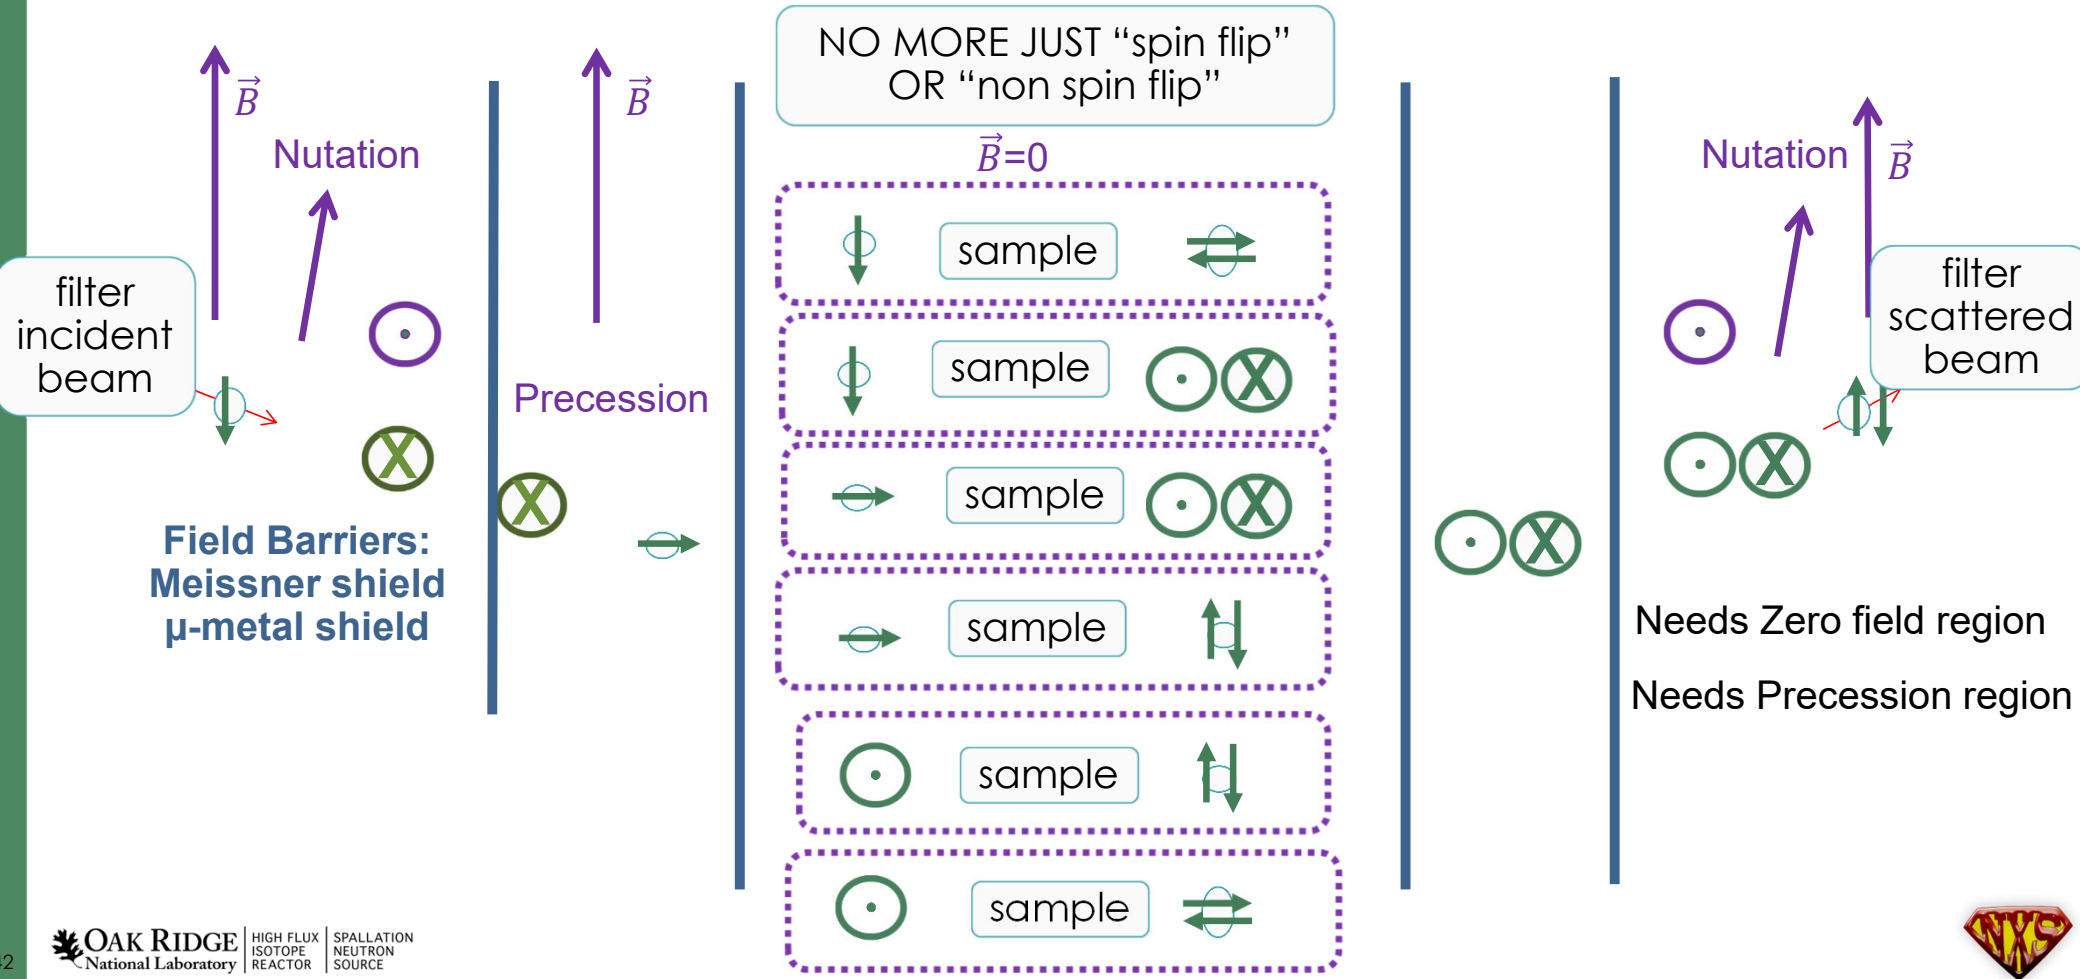 NO MORE JUST “spin flip”
OR “non spin flip”
B
B
B=0
B
Nutation
Nutation
filter
incident
beam
filter
scattered
beam
Precession
X
X
Field Barriers:
Meissner shield
μ-metal shield
sample
sample
X
sample
X
sample
sample
sample
X
X
Needs Zero field region
Needs Precession region
OAK RIDGE
National Laboratory
HIGH FLUX
ISOTOPE
REACTOR
SPALLATION
NEUTRON
SOURCE
NXS